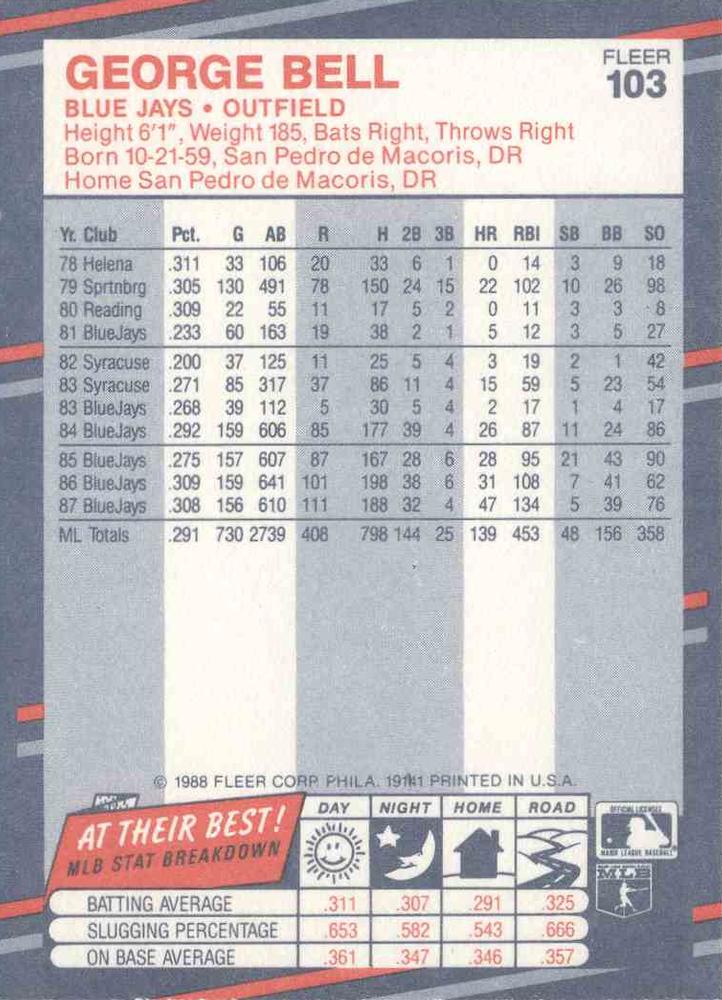 GEORGE BELL
FLEER
103
BLUE JAYS • OUTFIELD
Height 6'1", Weight 185, Bats Right, Throws Right
Born 10-21-59, San Pedro de Macoris, DR
Home San Pedro de Macoris, DR
Yr. Club Pct. G AB R H 2B 3B HR RBI SB BB SO
78 Helena .311 33 106 20 33 6 1 0 14 3 9 18
79 Sprtnbrg .305 130 491 78 150 24 15 22 102 10 26 98
80 Reading .309 22 55 11 17 5 2 0 11 3 3 8
81 BlueJays .233 60 163 19 38 2 1 5 12 3 5 27
82 Syracuse .200 37 125 11 25 5 4 3 19 2 1 42
83 Syracuse .271 85 317 37 86 11 4 15 59 5 23 54
83 BlueJays .268 39 112 5 30 5 4 2 17 1 4 17
84 BlueJays .292 159 606 85 177 39 4 26 87 11 24 86
85 BlueJays .275 157 607 87 167 28 6 28 95 21 43 90
86 BlueJays .309 159 641 101 198 38 6 31 108 7 41 62
87 BlueJays .308 156 610 111 188 32 4 47 134 5 39 76
ML Totals .291 730 2739 408 798 144 25 139 453 48 156 358
© 1988 FLEER CORP. PHILA. 19141 PRINTED IN U.S.A.
AT THEIR BEST!
MLB STAT BREAKDOWN
DAY NIGHT HOME ROAD
OFFICIAL LICENSEE
MAJOR LEAGUE BASEBALL
MLB
BATTING AVERAGE .311 .307 .291 .325
SLUGGING PERCENTAGE .653 .582 .543 .666
ON BASE AVERAGE .361 .347 .346 .357